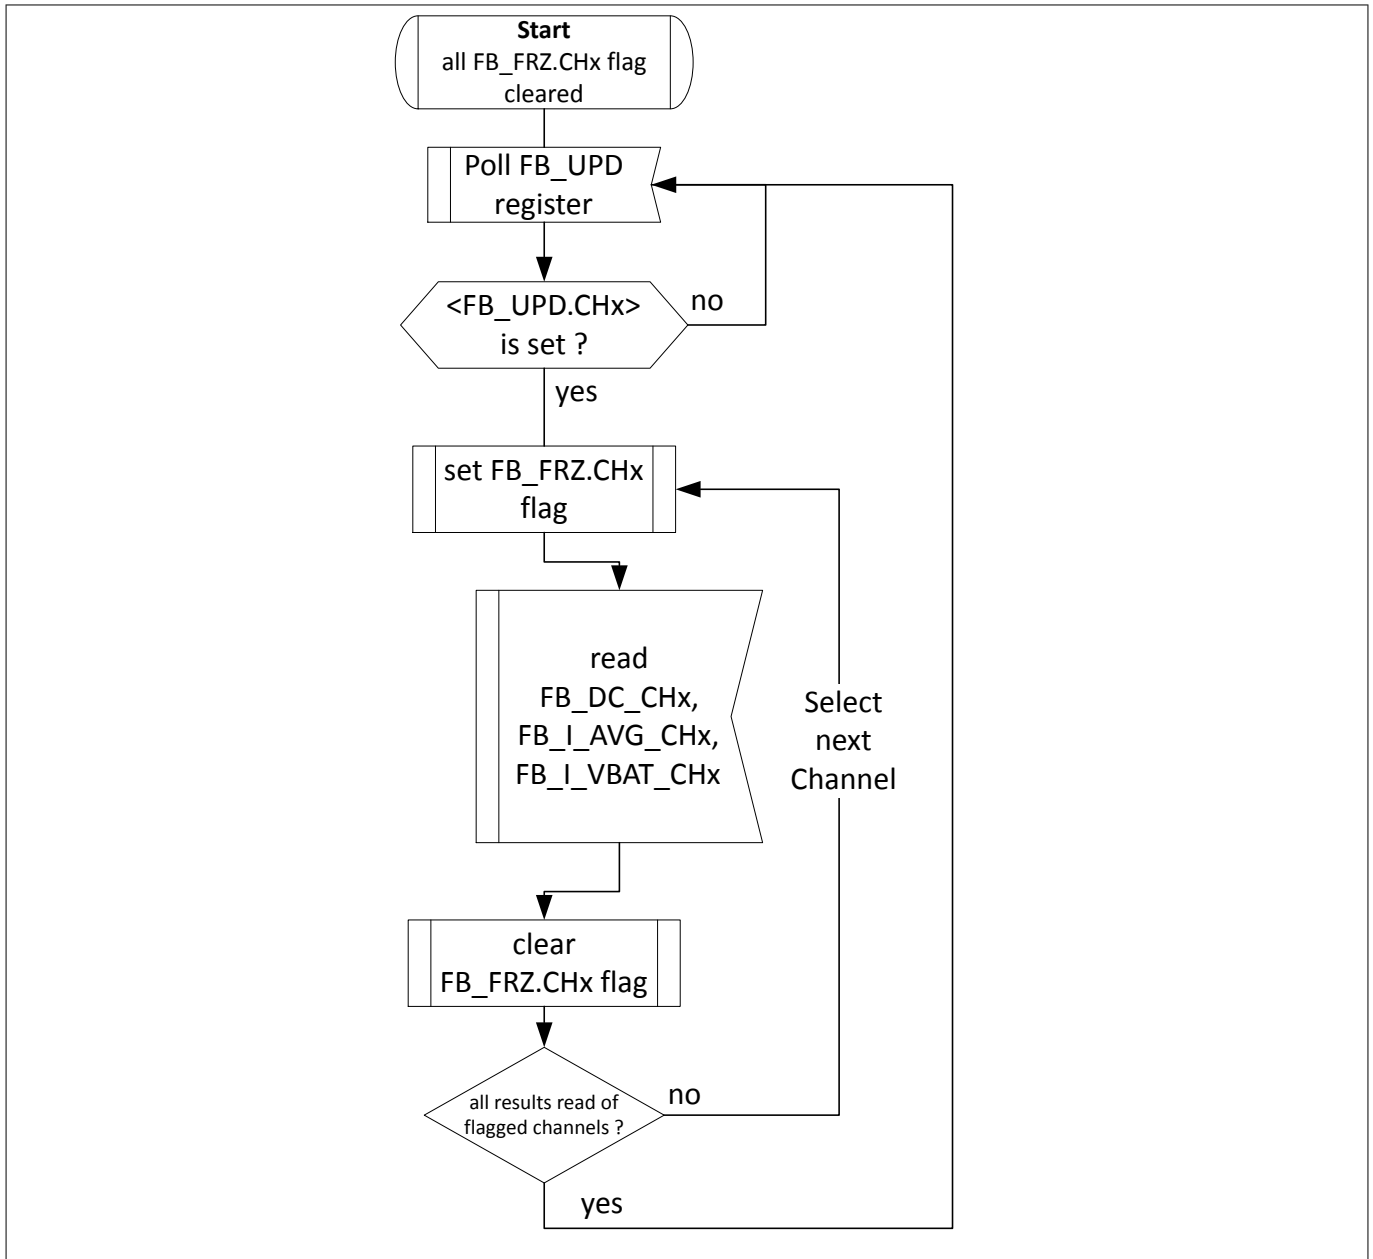 Start
all FB_FRZ.CHx flag
cleared
Poll FB_UPD
register
<FB_UPD.CHx>
is set ?
no
yes
set FB_FRZ.CHx
flag
read
FB_DC_CHx,
FB_I_AVG_CHx,
FB_I_VBAT_CHx
Select
next
Channel
clear
FB_FRZ.CHx flag
all results read of
flagged channels ?
no
yes